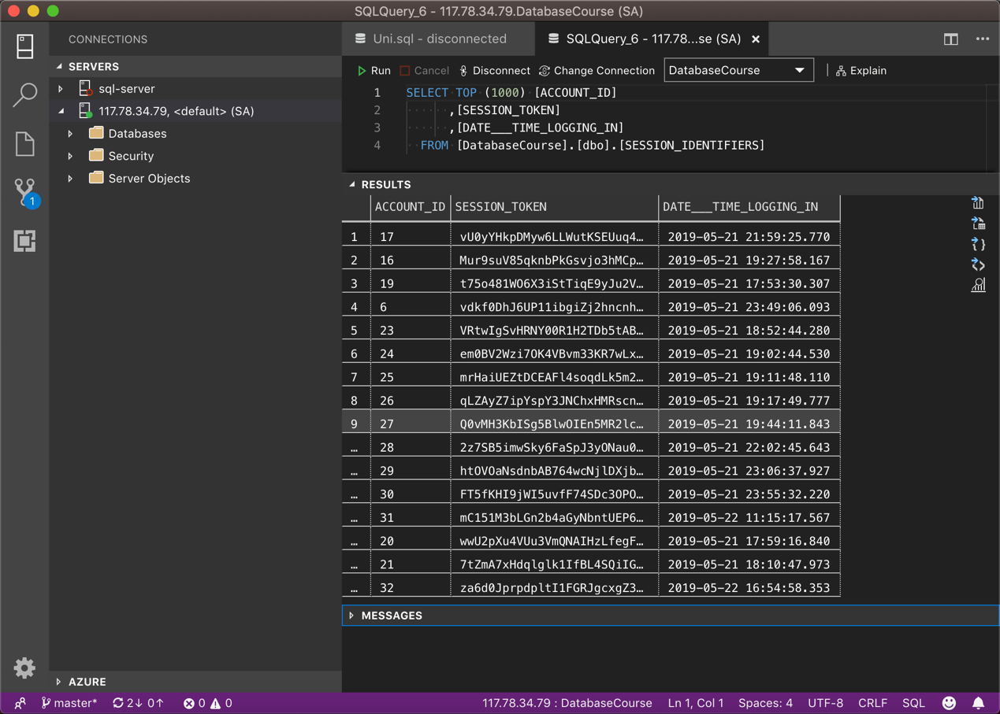 SQLQuery_6 - 117.78.34.79.DatabaseCourse (SA)
CONNECTIONS
SERVERS
sql-server
117.78.34.79, <default> (SA)
Databases
Security
Server Objects
1
AZURE
Uni.sql - disconnected
SQLQuery_6 - 117.78...se (SA)
Run Cancel Disconnect Change Connection DatabaseCourse Explain
1 SELECT TOP (1000) [ACCOUNT_ID]
2 ,[SESSION_TOKEN]
3 ,[DATE___TIME_LOGGING_IN]
4 FROM [DatabaseCourse].[dbo].[SESSION_IDENTIFIERS]
RESULTS
ACCOUNT_ID SESSION_TOKEN DATE___TIME_LOGGING_IN
1 17 vU0yYHkpDMyw6LLWutKSEUuq4… 2019-05-21 21:59:25.770
2 16 Mur9suV85qknbPkGsvjo3hMCp… 2019-05-21 19:27:58.167
3 19 t75o481WO6X3iStTiqE9yJu2V… 2019-05-21 17:53:30.307
4 6 vdkf0DhJ6UP11ibgiZj2hncnh… 2019-05-21 23:49:06.093
5 23 VRtwIgSvHRNY00R1H2TDb5tAB… 2019-05-21 18:52:44.280
6 24 em0BV2Wzi7OK4VBvm33KR7wLx… 2019-05-21 19:02:44.530
7 25 mrHaiUEZtDCEAFl4soqdLk5m2… 2019-05-21 19:11:48.110
8 26 qLZAyZ7ipYspY3JNChxHMRscn… 2019-05-21 19:17:49.777
9 27 Q0vMH3KbISg5BlwOIEn5MR2lc… 2019-05-21 19:44:11.843
… 28 2z7SB5imwSky6FaSpJ3yONau0… 2019-05-21 22:02:45.643
… 29 htOVOaNsdnbAB764wcNjlDXjb… 2019-05-21 23:06:37.927
… 30 FT5fKHI9jWI5uvfF74SDc3OPO… 2019-05-21 23:55:32.220
… 31 mC151M3bLGn2b4aGyNbntUEP6… 2019-05-22 11:15:17.567
… 20 wwU2pXu4VUu3VmQNAIHzLfegF… 2019-05-21 17:59:16.840
… 21 7tZmA7xHdqlglk1IfBL4SQiIG… 2019-05-21 18:10:47.973
… 32 za6d0JprpdpltI1FGRJgcxgZ3… 2019-05-22 16:54:58.353
MESSAGES
master* 2↓ 0↑ 0 0 117.78.34.79 : DatabaseCourse Ln 1, Col 1 Spaces: 4 UTF-8 CRLF SQL